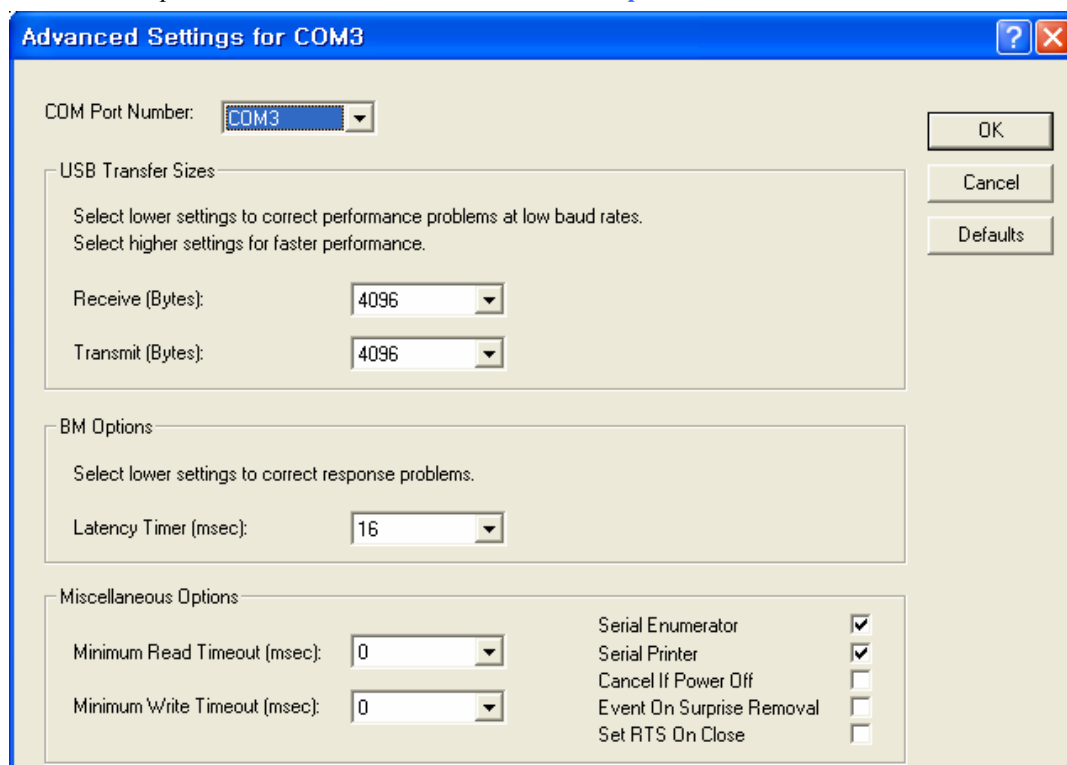 Advanced Settings for COM3
COM Port Number: COM3
OK
Cancel
Defaults
USB Transfer Sizes
Select lower settings to correct performance problems at low baud rates.
Select higher settings for faster performance.
Receive (Bytes): 4096
Transmit (Bytes): 4096
BM Options
Select lower settings to correct response problems.
Latency Timer (msec): 16
Miscellaneous Options
Minimum Read Timeout (msec): 0
Minimum Write Timeout (msec): 0
Serial Enumerator
Serial Printer
Cancel If Power Off
Event On Surprise Removal
Set RTS On Close